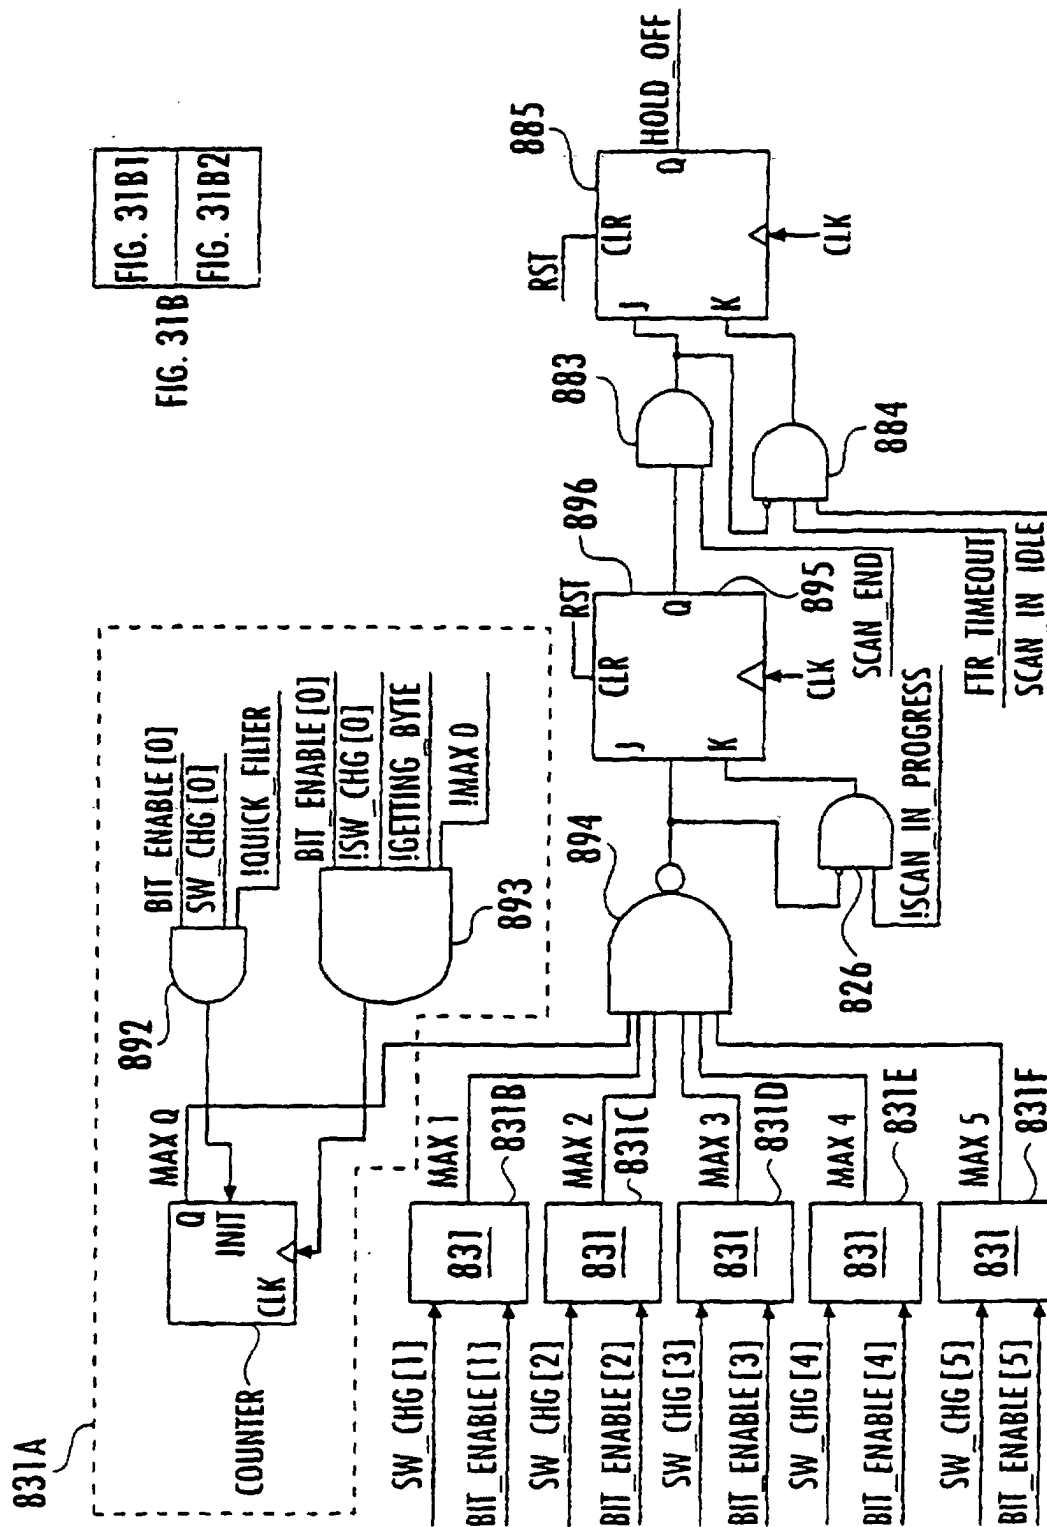 831A
COUNTER
CLK
Q
INIT
MAX Q
892
BIT_ENABLE[0]
SW_CHG[0]
!QUICK_FILTER
893
BIT_ENABLE[0]
!SW_CHG[0]
!GETTING_BYTE
!MAX 0
FIG. 31B
FIG. 31B1
FIG. 31B2
SW_CHG[1]
BIT_ENABLE[1]
831
MAX 1
831B
SW_CHG[2]
BIT_ENABLE[2]
831
MAX 2
831C
SW_CHG[3]
BIT_ENABLE[3]
831
MAX 3
831D
SW_CHG[4]
BIT_ENABLE[4]
831
MAX 4
831E
SW_CHG[5]
BIT_ENABLE[5]
831
MAX 5
831F
894
826
!SCAN_IN_PROGRESS
RST
896
CLR
J
K
Q
CLK
895
SCAN_END
883
884
FTR_TIMEOUT
SCAN_IN_IDLE
RST
885
CLR
J
K
Q
CLK
HOLD_OFF